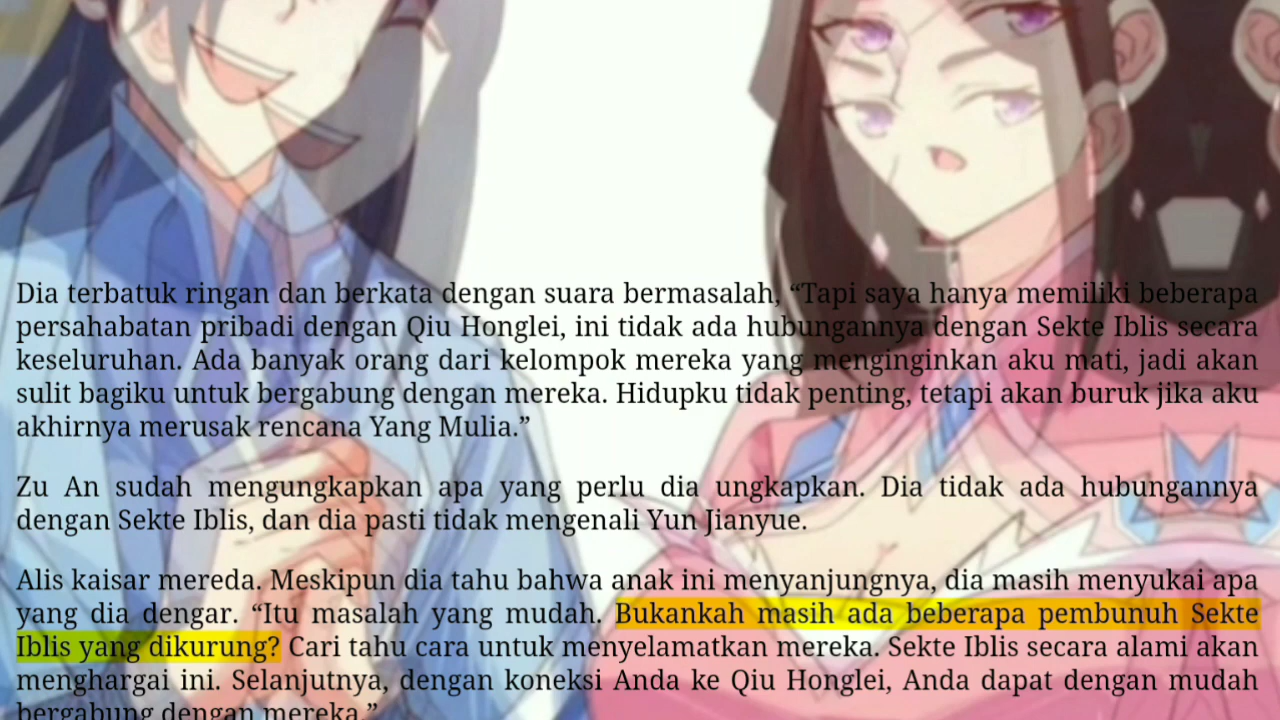 Dia terbatuk ringan dan berkata dengan suara bermasalah, “Tapi saya hanya memiliki beberapa
persahabatan pribadi dengan Qiu Honglei, ini tidak ada hubungannya dengan Sekte Iblis secara
keseluruhan. Ada banyak orang dari kelompok mereka yang menginginkan aku mati, jadi akan
sulit bagiku untuk bergabung dengan mereka. Hidupku tidak penting, tetapi akan buruk jika aku
akhirnya merusak rencana Yang Mulia.”
Zu An sudah mengungkapkan apa yang perlu dia ungkapkan. Dia tidak ada hubungannya
dengan Sekte Iblis, dan dia pasti tidak mengenali Yun Jianyue.
Alis kaisar mereda. Meskipun dia tahu bahwa anak ini menyanjungnya, dia masih menyukai apa
yang dia dengar. “Itu masalah yang mudah. Bukankah masih ada beberapa pembunuh Sekte
Iblis yang dikurung? Cari tahu cara untuk menyelamatkan mereka. Sekte Iblis secara alami akan
menghargai ini. Selanjutnya, dengan koneksi Anda ke Qiu Honglei, Anda dapat dengan mudah
bergabung dengan mereka.”